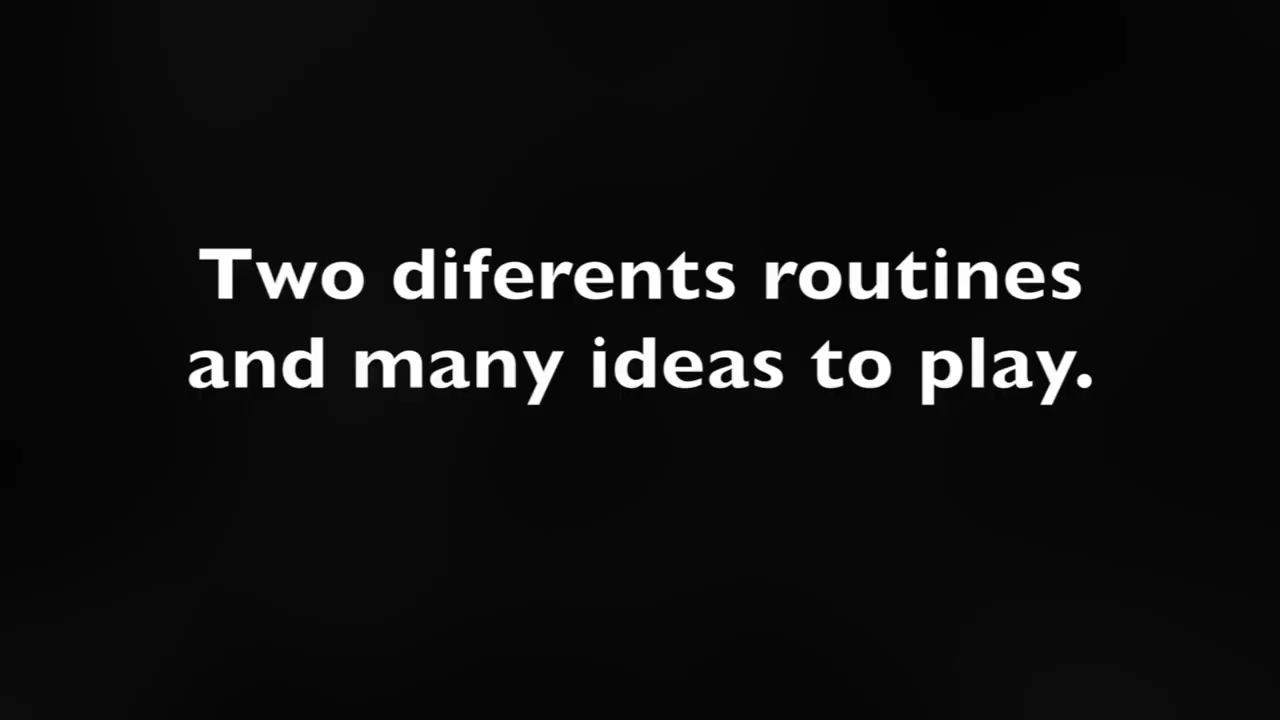 Two diferents routines
and many ideas to play.